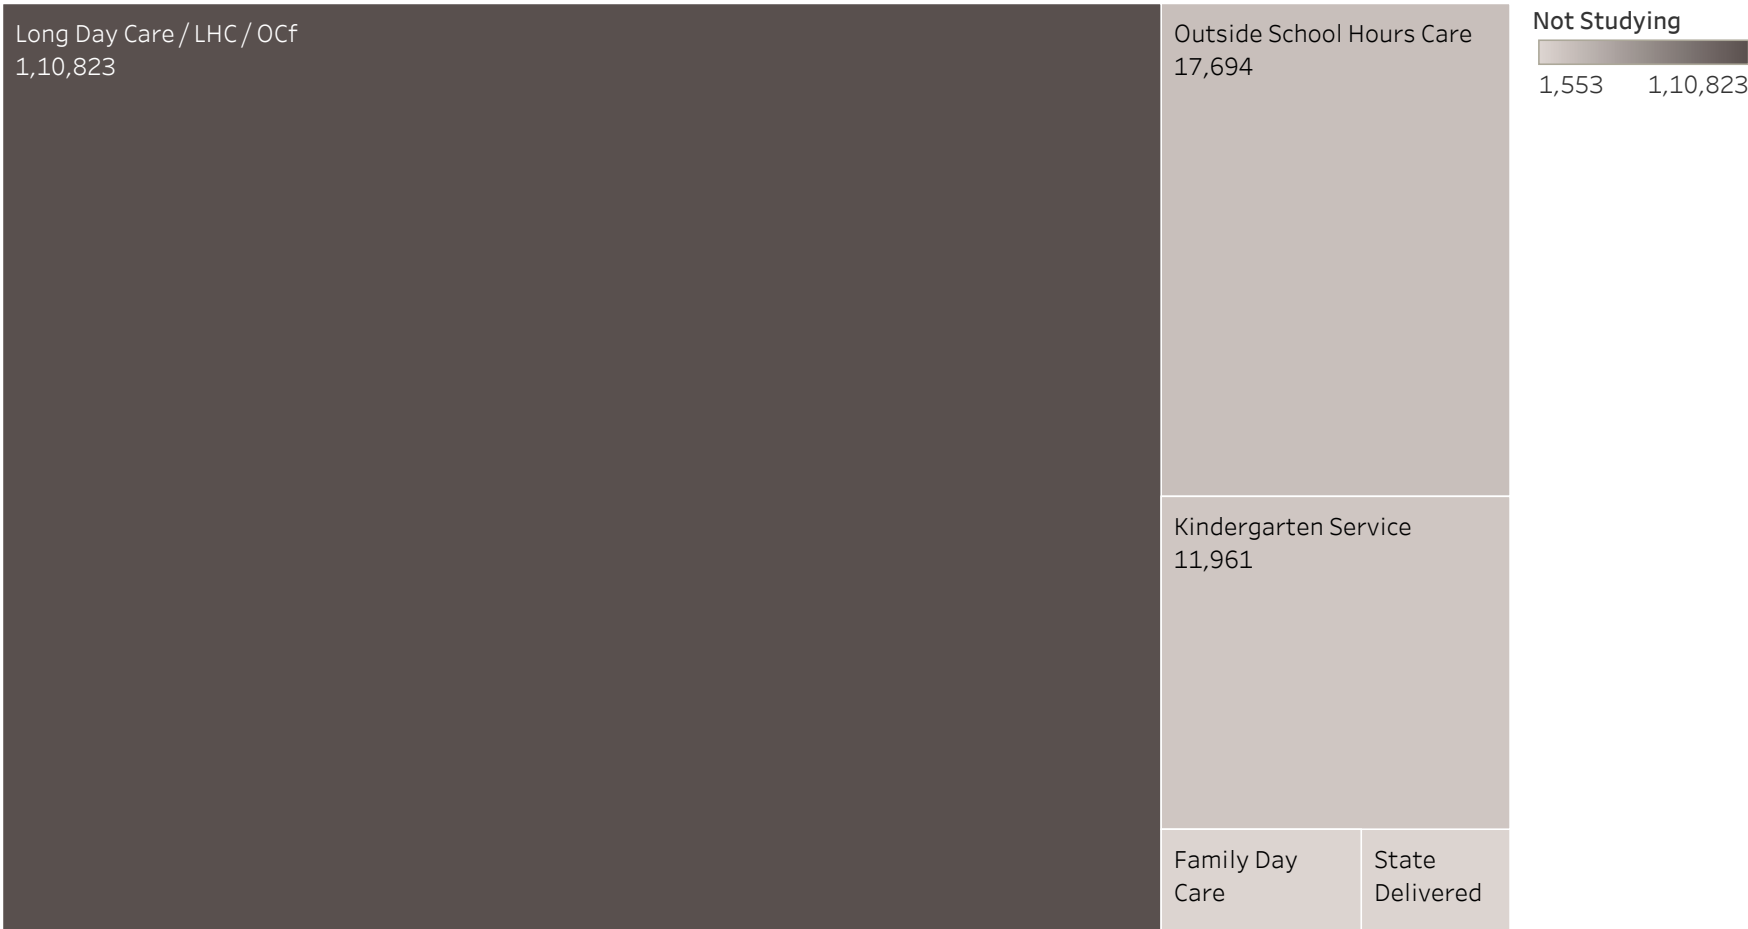 Long Day Care / LHC / OCf
1,10,823
Outside School Hours Care
17,694
Kindergarten Service
11,961
Family Day
Care
State
Delivered
Not Studying
1,553
1,10,823